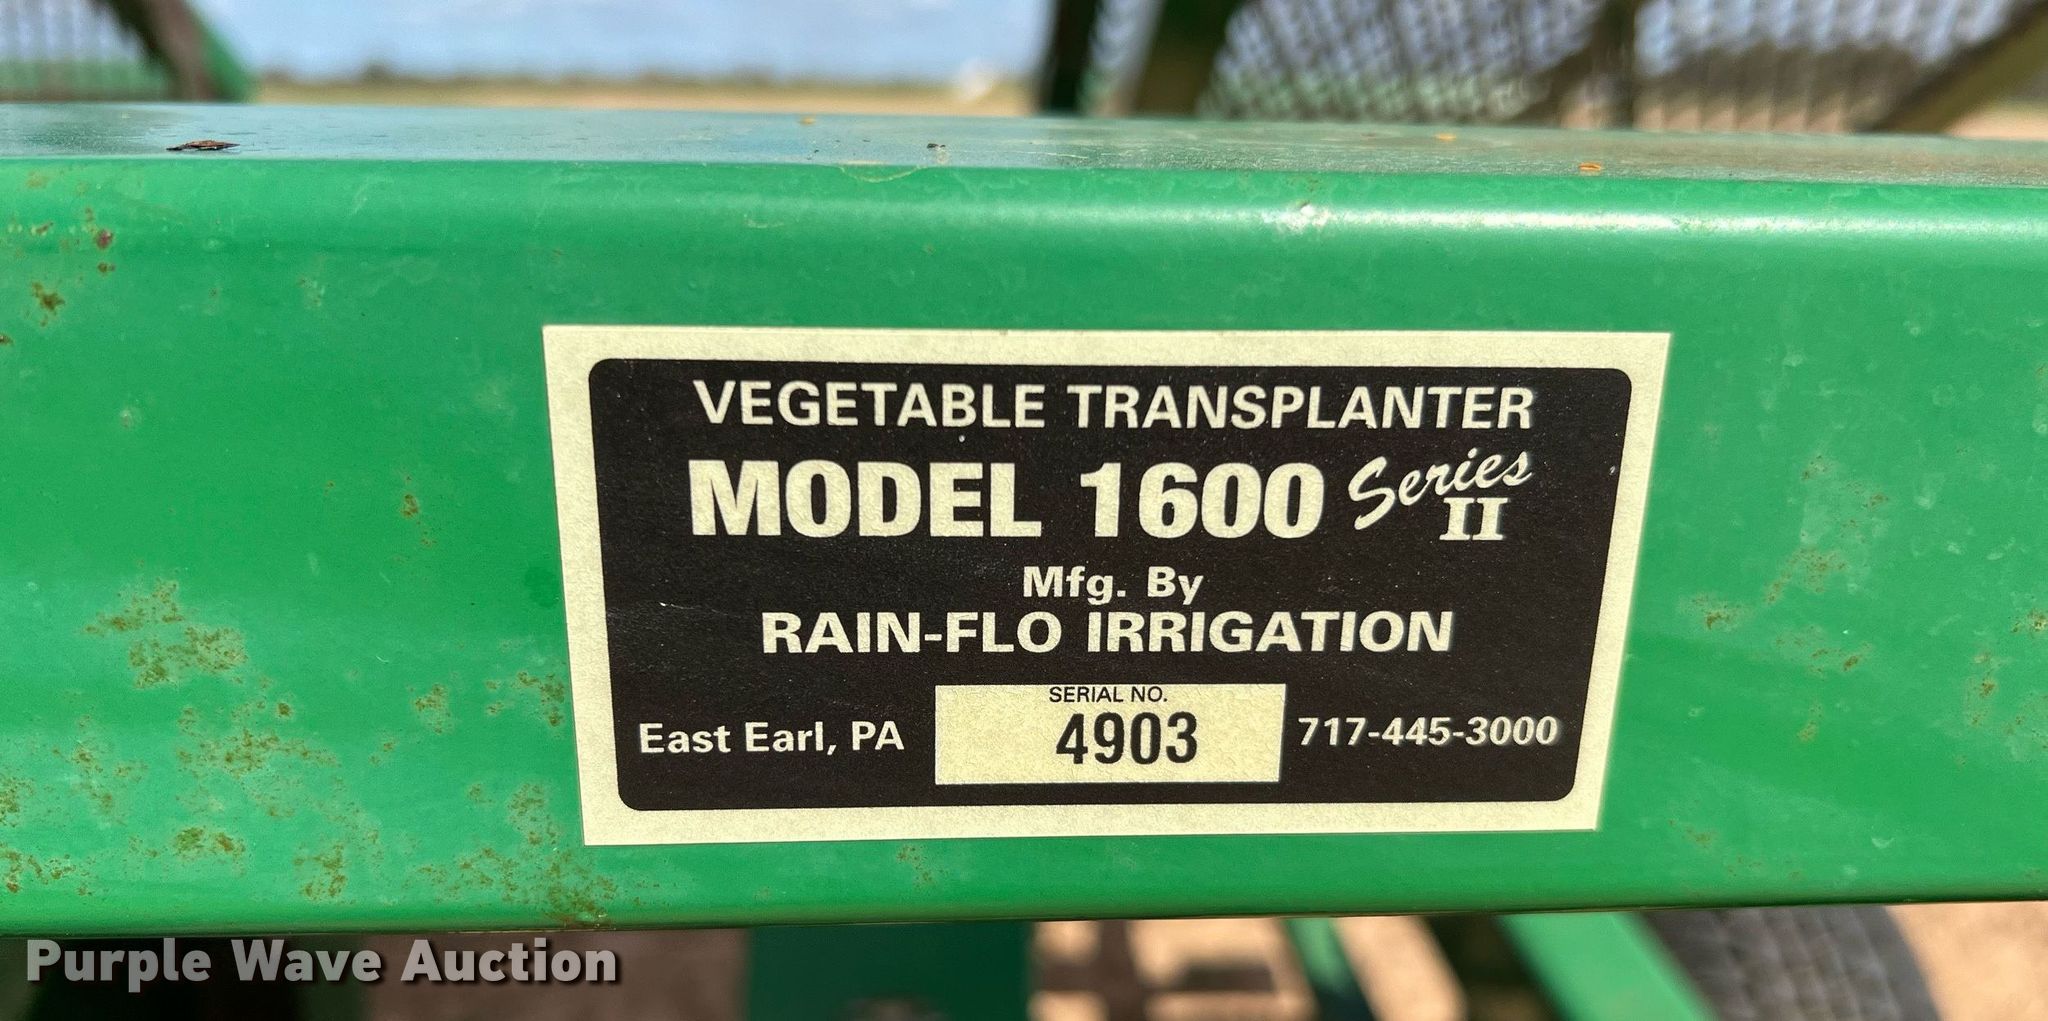 VEGETABLE TRANSPLANTER
MODEL 1600 Series II
Mfg. By
RAIN-FLO IRRIGATION
SERIAL NO.
East Earl, PA 4903 717-445-3000
Purple Wave Auction